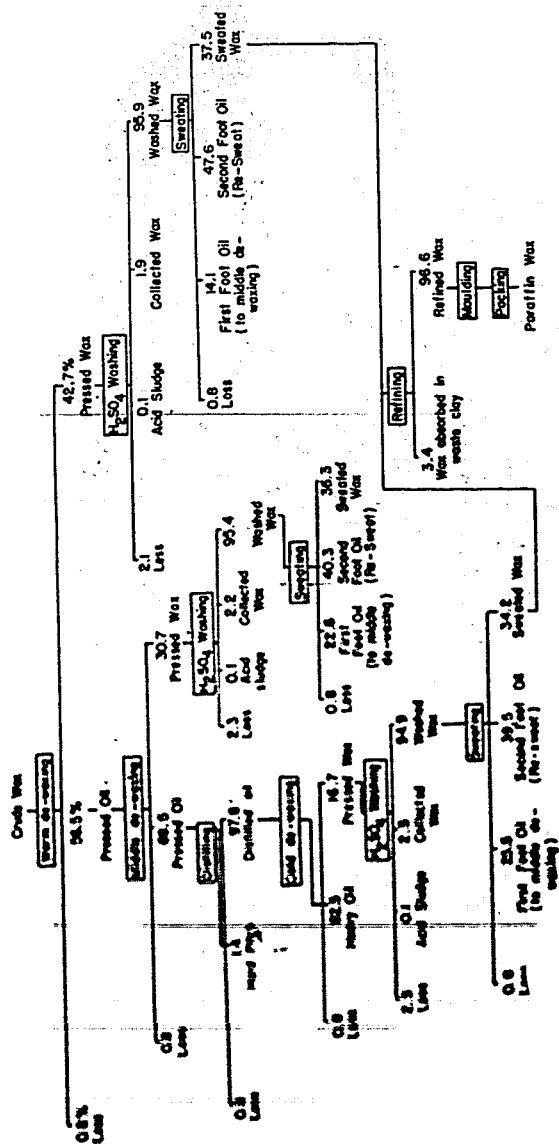 Crude Wax
Warm de-waxing
0.8%
Loss
56.5%
Pressed Oil
42.7%
Pressed Wax
Middle de-waxing
0.8
Loss
68.5
Pressed Oil
30.7
Pressed Wax
Distilling
0.8
Loss
1.4
Hard Pitch
97.8
Distilled oil
Cold de-waxing
0.8
Loss
82.5
Heavy Oil
16.7
Pressed Wax
H2SO4 Washing
2.3
Loss
0.1
Acid Sludge
2.3
Collected
Wax
94.9
Washed
Wax
Sweating
0.8
Loss
25.5
First Foot Oil
(to middle de-
waxing)
39.5
Second Foot Oil
(Re-sweat)
34.2
Sweated Wax
H2SO4 Washing
2.3
Loss
0.1
Acid
sludge
2.2
Collected
Wax
95.4
Washed
Wax
Sweating
0.8
Loss
22.6
First
Foot Oil
(to middle
de-waxing)
40.3
Second
Foot Oil
(Re-Sweat)
36.3
Sweated
Wax
H2SO4 Washing
2.1
Loss
0.1
Acid Sludge
1.9
Collected Wax
95.9
Washed Wax
Sweating
0.8
Loss
14.1
First Foot Oil
(to middle de-
waxing)
47.6
Second Foot Oil
(Re-Sweat)
37.5
Sweated
Wax
Refining
3.4
Wax absorbed in
waste clay
96.6
Refined Wax
Moulding
Packing
Paraffin Wax